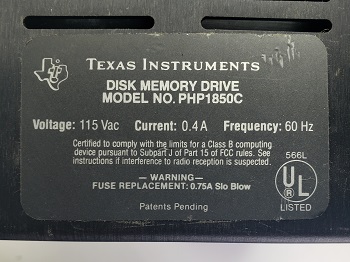 TEXAS INSTRUMENTS
DISK MEMORY DRIVE
MODEL NO. PHP1850C
Voltage: 115 Vac Current: 0.4 A Frequency: 60 Hz
Certified to comply with the limits for a Class B computing
device pursuant to Subpart J of Part 15 of FCC rules. See
instructions if interference to radio reception is suspected.
— WARNING —
FUSE REPLACEMENT: 0.75A Slo Blow
Patents Pending
566L
UL
LISTED